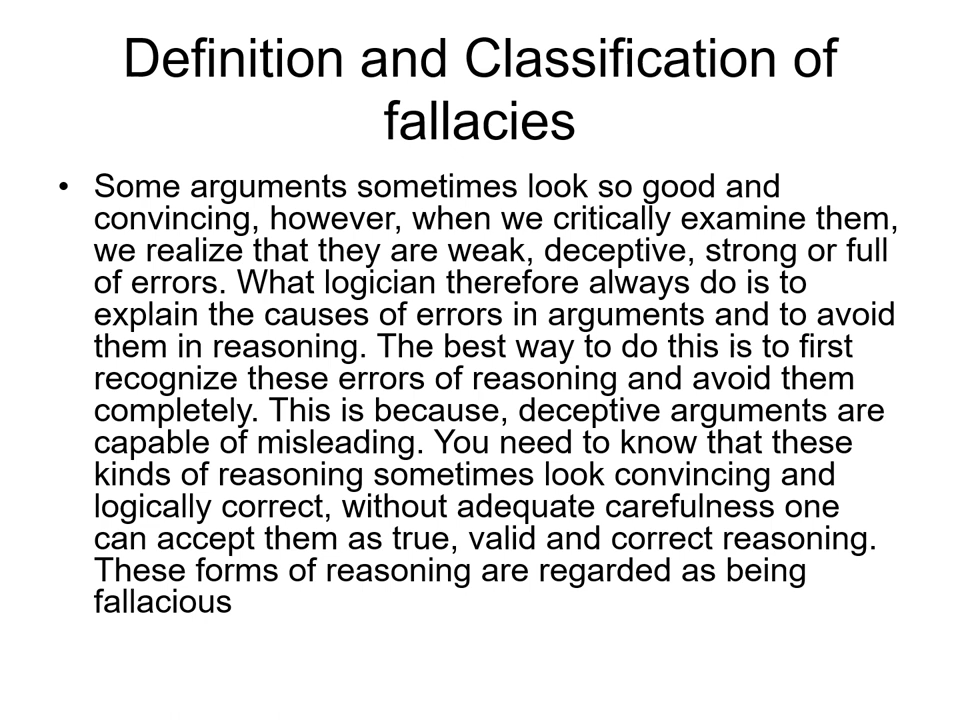 Definition and Classification of
fallacies
• Some arguments sometimes look so good and
convincing, however, when we critically examine them,
we realize that they are weak, deceptive, strong or full
of errors. What logician therefore always do is to
explain the causes of errors in arguments and to avoid
them in reasoning. The best way to do this is to first
recognize these errors of reasoning and avoid them
completely. This is because, deceptive arguments are
capable of misleading. You need to know that these
kinds of reasoning sometimes look convincing and
logically correct, without adequate carefulness one
can accept them as true, valid and correct reasoning.
These forms of reasoning are regarded as being
fallacious